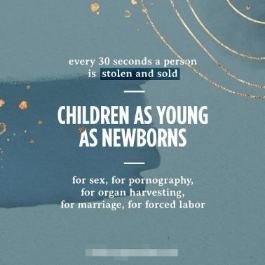 every 30 seconds a person
is stolen and sold
CHILDREN AS YOUNG
AS NEWBORNS
for sex, for pornography,
for organ harvesting,
for marriage, for forced labor